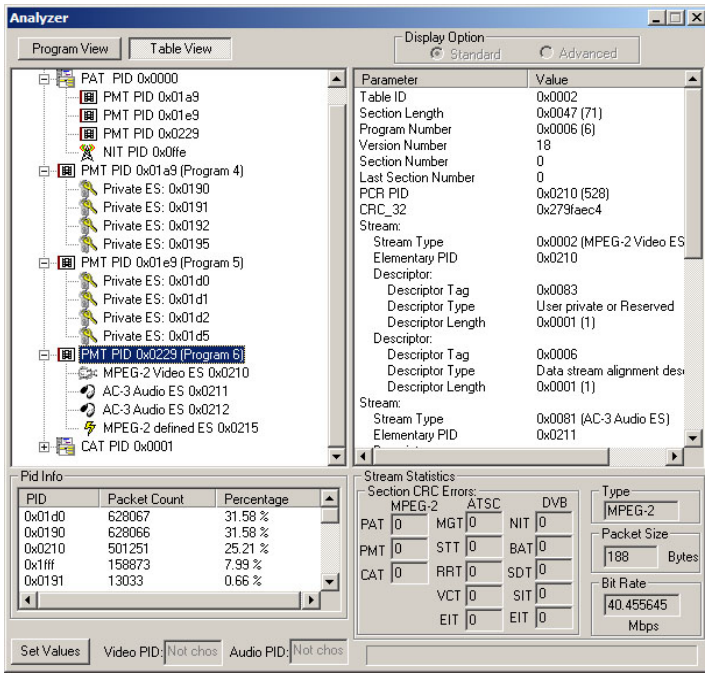 Analyzer
Program View
Table View
Display Option
Standard
Advanced
PAT PID 0x0000
PMT PID 0x01a9
PMT PID 0x01e9
PMT PID 0x0229
NIT PID 0x0ffe
PMT PID 0x01a9 (Program 4)
Private ES: 0x0190
Private ES: 0x0191
Private ES: 0x0192
Private ES: 0x0195
PMT PID 0x01e9 (Program 5)
Private ES: 0x01d0
Private ES: 0x01d1
Private ES: 0x01d2
Private ES: 0x01d5
PMT PID 0x0229 (Program 6)
MPEG-2 Video ES 0x0210
AC-3 Audio ES 0x0211
AC-3 Audio ES 0x0212
MPEG-2 defined ES 0x0215
CAT PID 0x0001
Parameter Value
Table ID 0x0002
Section Length 0x0047 (71)
Program Number 0x0006 (6)
Version Number 18
Section Number 0
Last Section Number 0
PCR PID 0x0210 (528)
CRC_32 0x279faec4
Stream:
Stream Type 0x0002 (MPEG-2 Video ES
Elementary PID 0x0210
Descriptor:
Descriptor Tag 0x0083
Descriptor Type User private or Reserved
Descriptor Length 0x0001 (1)
Descriptor:
Descriptor Tag 0x0006
Descriptor Type Data stream alignment des
Descriptor Length 0x0001 (1)
Stream:
Stream Type 0x0081 (AC-3 Audio ES)
Elementary PID 0x0211
Pid Info
PID Packet Count Percentage
0x01d0 628067 31.58 %
0x0190 628066 31.58 %
0x0210 501251 25.21 %
0x1fff 158873 7.99 %
0x0191 13033 0.66 %
Stream Statistics
Section CRC Errors:
MPEG-2 ATSC DVB
PAT 0 MGT 0 NIT 0
PMT 0 STT 0 BAT 0
CAT 0 RRT 0 SDT 0
VCT 0 SIT 0
EIT 0 EIT 0
Type
MPEG-2
Packet Size
188 Bytes
Bit Rate
40.455645
Mbps
Set Values Video PID: Not chos Audio PID: Not chos